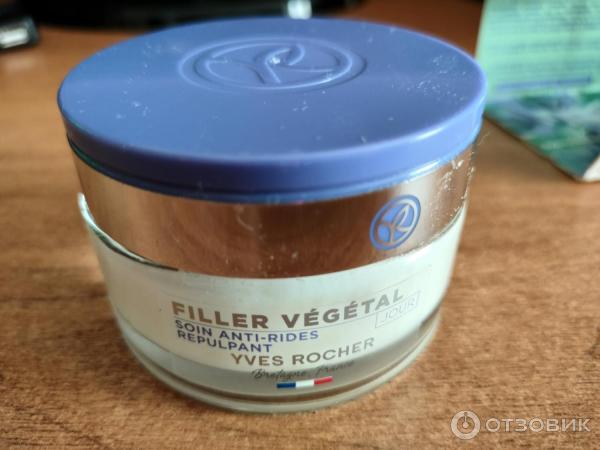 FILLER VÉGÉTAL
JOUR
SOIN ANTI-RIDES
REPULPANT
YVES ROCHER
Bretagne, France
ОТЗОВИК